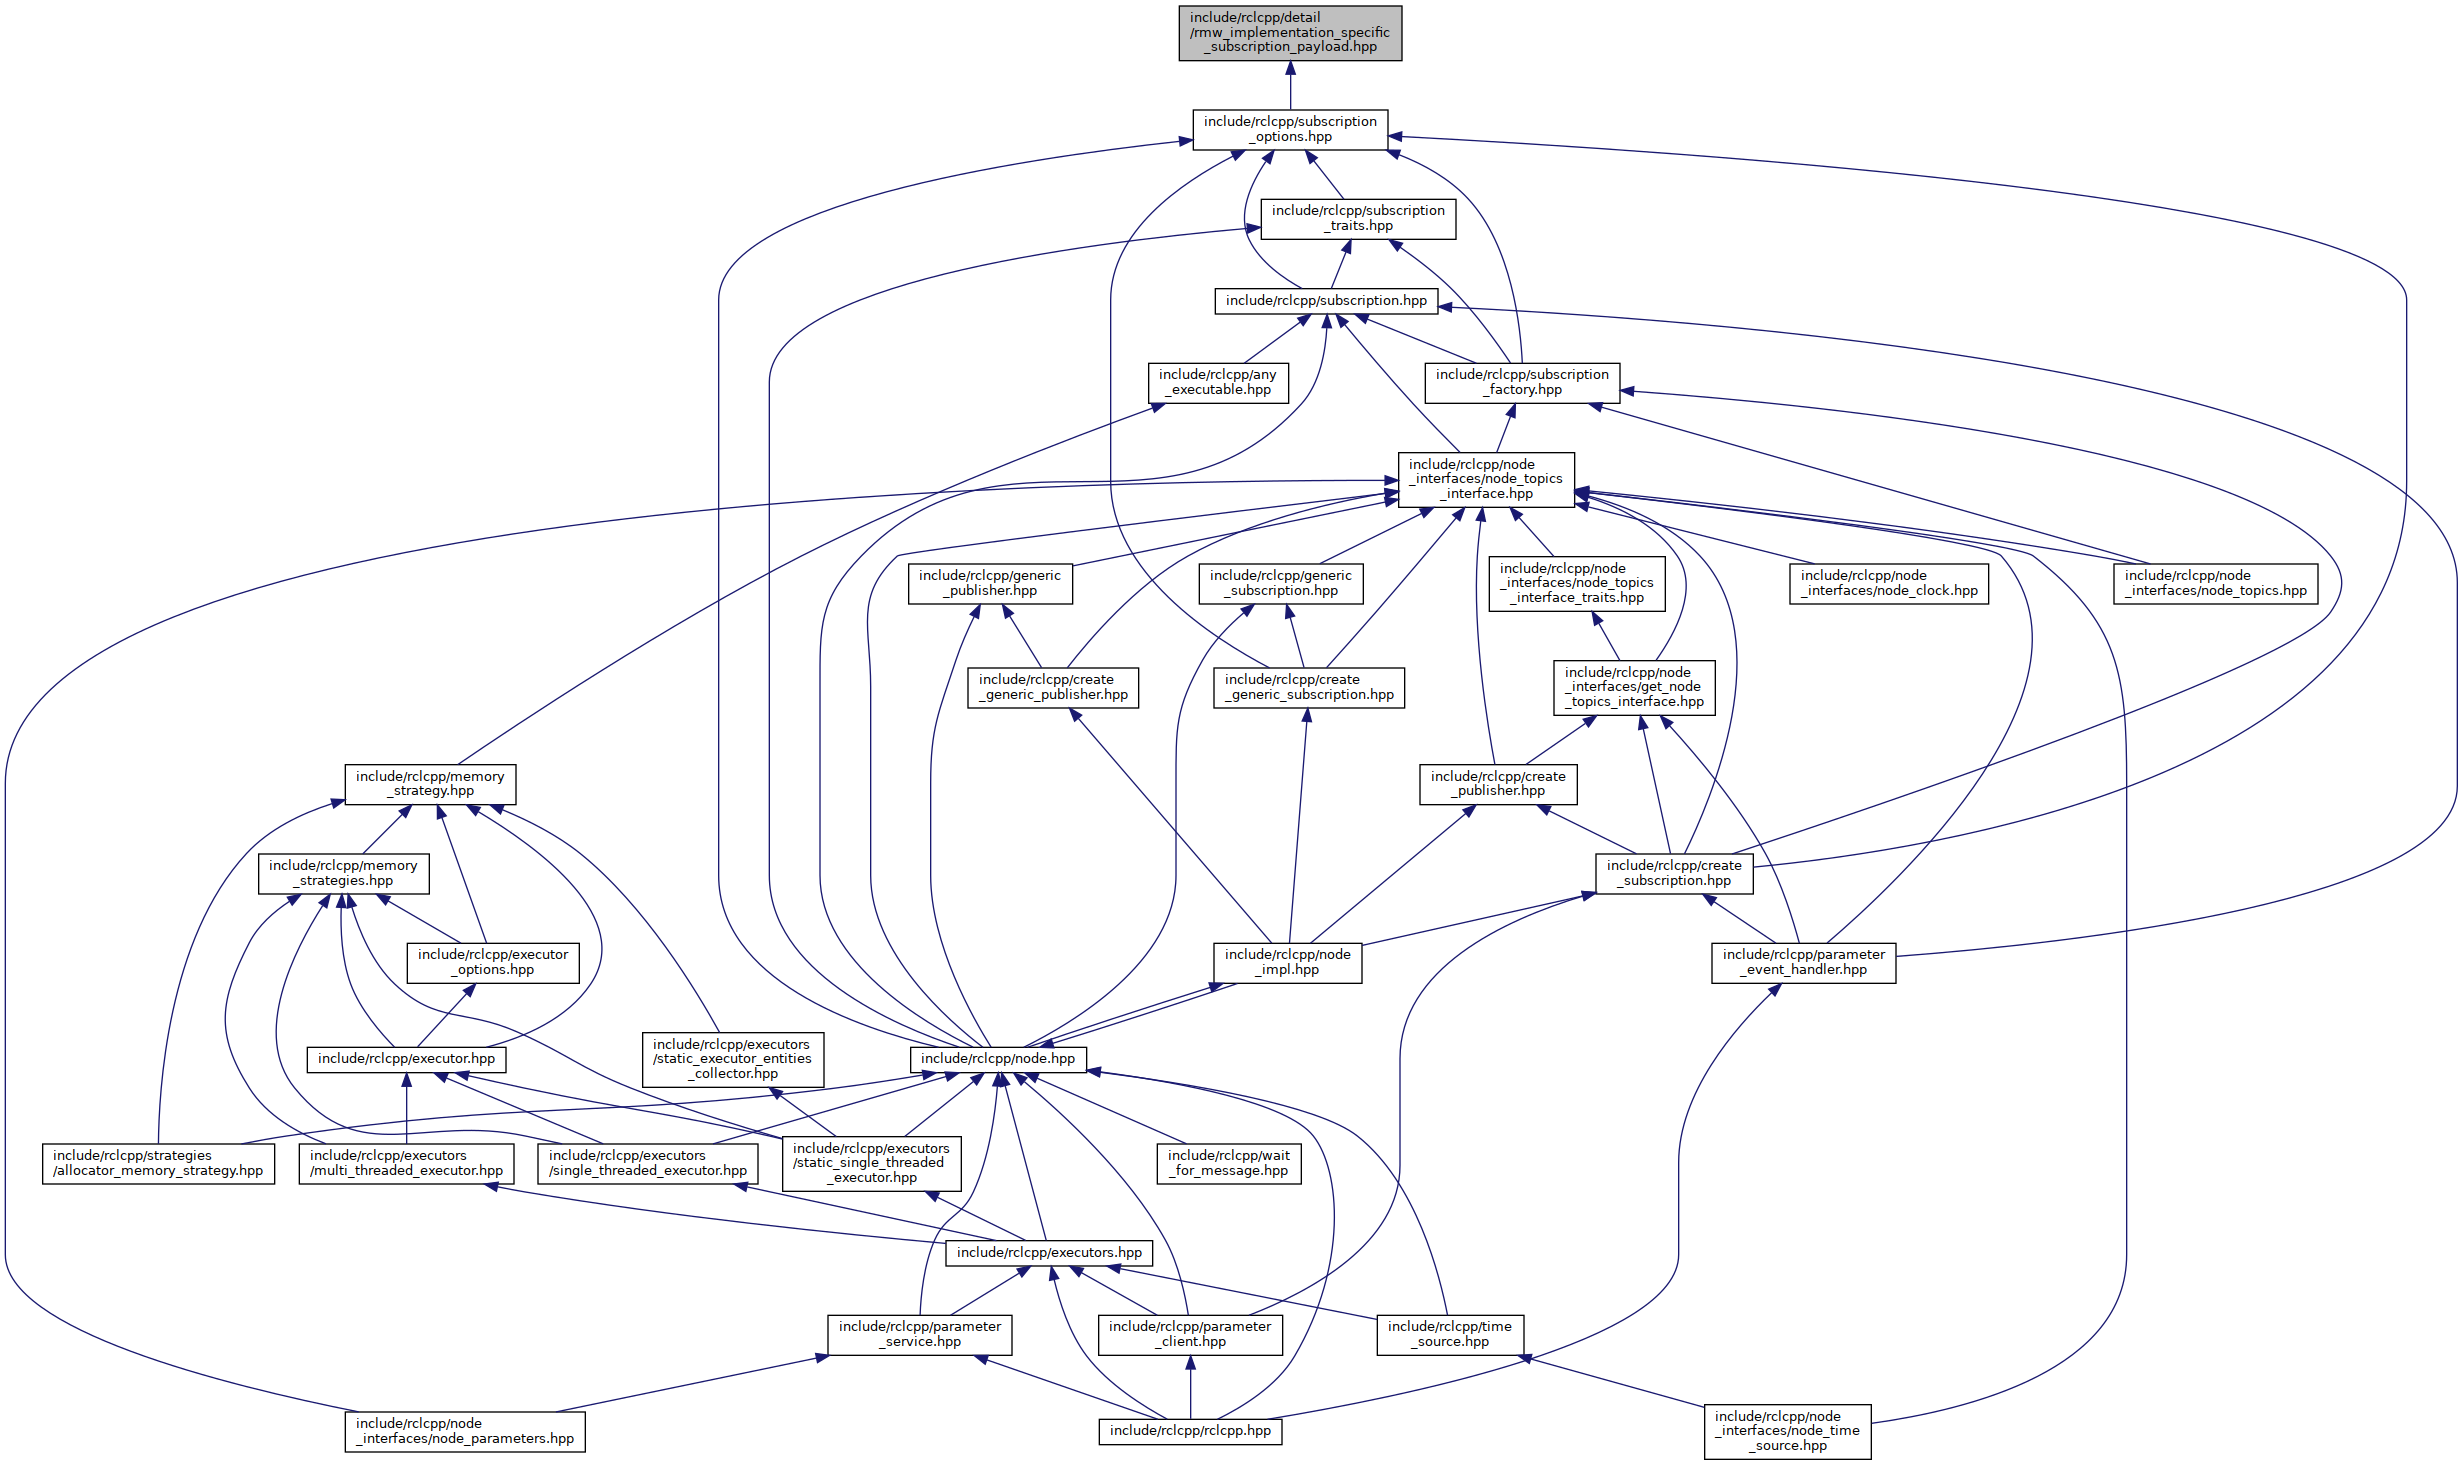 include/rclcpp/detail
/rmw_implementation_specific
_subscription_payload.hpp
include/rclcpp/subscription
_options.hpp
include/rclcpp/subscription
_traits.hpp
include/rclcpp/subscription.hpp
include/rclcpp/any
_executable.hpp
include/rclcpp/subscription
_factory.hpp
include/rclcpp/node
_interfaces/node_topics
_interface.hpp
include/rclcpp/generic
_publisher.hpp
include/rclcpp/generic
_subscription.hpp
include/rclcpp/node
_interfaces/node_topics
_interface_traits.hpp
include/rclcpp/node
_interfaces/node_clock.hpp
include/rclcpp/node
_interfaces/node_topics.hpp
include/rclcpp/create
_generic_publisher.hpp
include/rclcpp/create
_generic_subscription.hpp
include/rclcpp/node
_interfaces/get_node
_topics_interface.hpp
include/rclcpp/memory
_strategy.hpp
include/rclcpp/create
_publisher.hpp
include/rclcpp/memory
_strategies.hpp
include/rclcpp/create
_subscription.hpp
include/rclcpp/executor
_options.hpp
include/rclcpp/node
_impl.hpp
include/rclcpp/parameter
_event_handler.hpp
include/rclcpp/executor.hpp
include/rclcpp/executors
/static_executor_entities
_collector.hpp
include/rclcpp/node.hpp
include/rclcpp/strategies
/allocator_memory_strategy.hpp
include/rclcpp/executors
/multi_threaded_executor.hpp
include/rclcpp/executors
/single_threaded_executor.hpp
include/rclcpp/executors
/static_single_threaded
_executor.hpp
include/rclcpp/wait
_for_message.hpp
include/rclcpp/executors.hpp
include/rclcpp/parameter
_service.hpp
include/rclcpp/parameter
_client.hpp
include/rclcpp/time
_source.hpp
include/rclcpp/node
_interfaces/node_parameters.hpp
include/rclcpp/rclcpp.hpp
include/rclcpp/node
_interfaces/node_time
_source.hpp